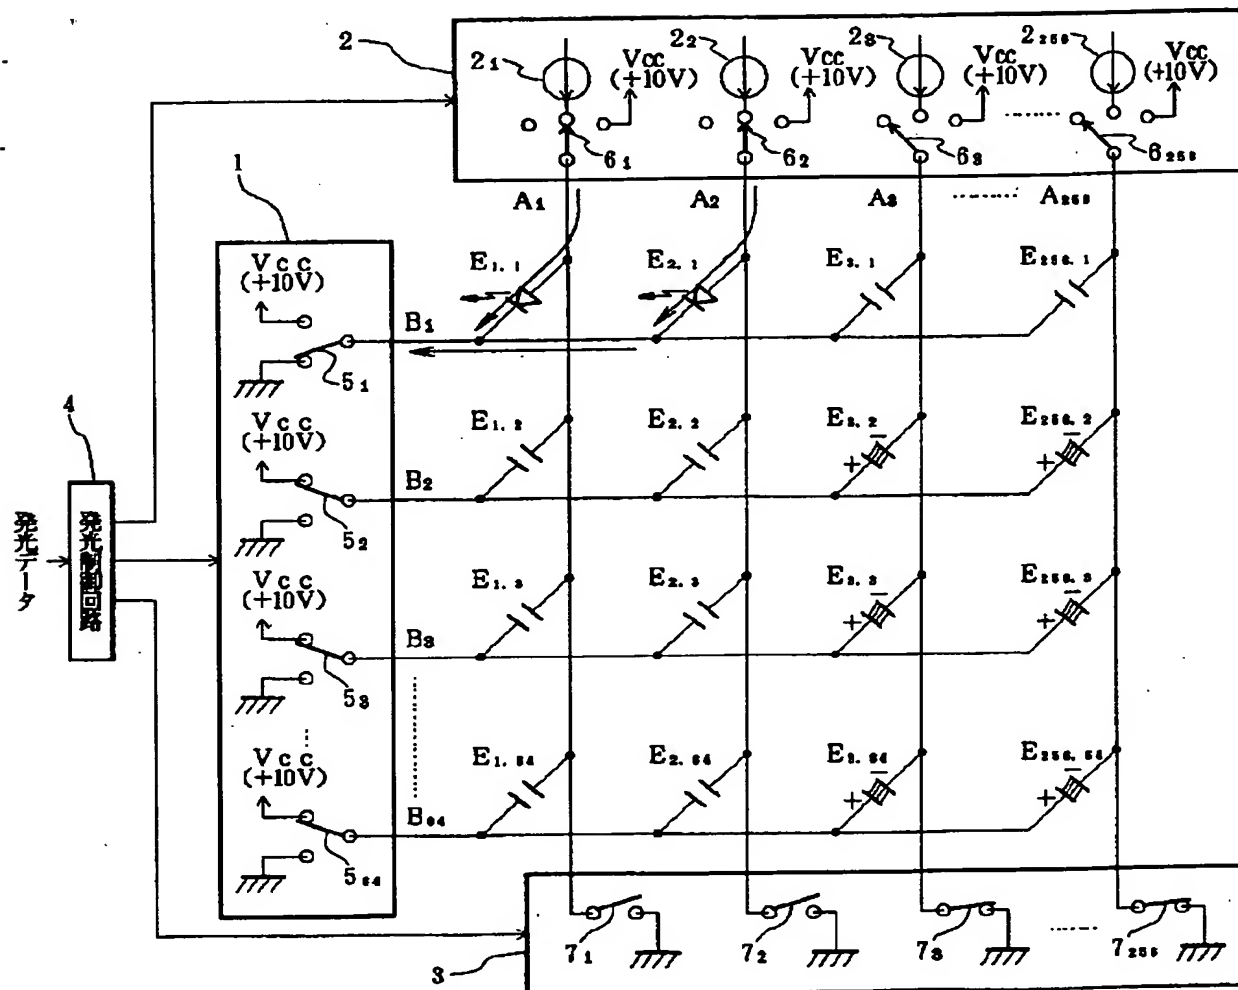 2
2₁
Vcc
(+10V)
2₂
Vcc
(+10V)
2₃
Vcc
(+10V)
2₂₅₆
Vcc
(+10V)
6₁
6₂
6₃
6₂₅₆
A₁
A₂
A₃
A₂₅₆
1
Vcc
(+10V)
B₁
5₁
E₁.₁
E₂.₁
E₃.₁
E₂₅₆.₁
4
発光データ
発光制御回路
Vcc
(+10V)
B₂
5₂
E₁.₂
E₂.₂
E₃.₂
E₂₅₆.₂
+
−
+
−
Vcc
(+10V)
B₃
5₃
E₁.₃
E₂.₃
E₃.₃
E₂₅₆.₃
+
−
+
−
Vcc
(+10V)
B₆₄
5₆₄
E₁.₆₄
E₂.₆₄
E₃.₆₄
E₂₅₆.₆₄
+
−
+
−
3
7₁
7₂
7₃
7₂₅₆